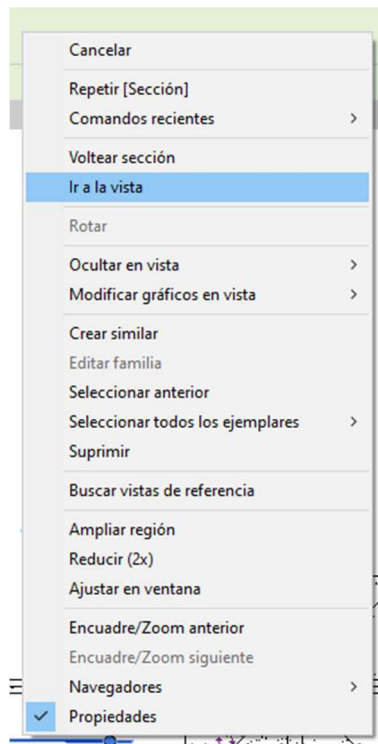 Cancelar
Repetir [Sección]
Comandos recientes
Voltear sección
Ir a la vista
Rotar
Ocultar en vista
Modificar gráficos en vista
Crear similar
Editar familia
Seleccionar anterior
Seleccionar todos los ejemplares
Suprimir
Buscar vistas de referencia
Ampliar región
Reducir (2x)
Ajustar en ventana
Encuadre/Zoom anterior
Encuadre/Zoom siguiente
Navegadores
Propiedades